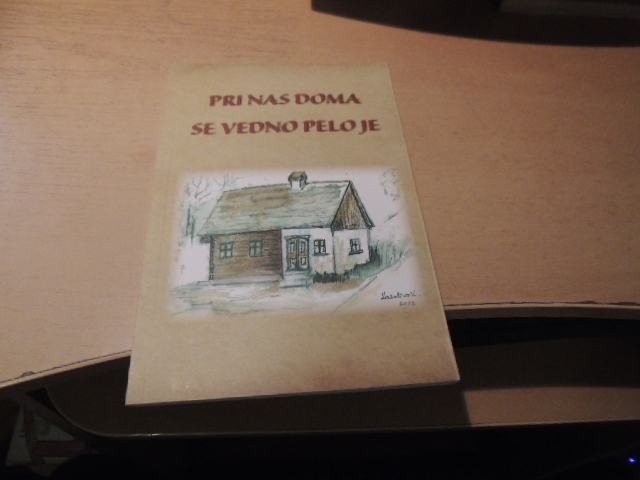 PRI NAS DOMA
SE VEDNO PELO JE